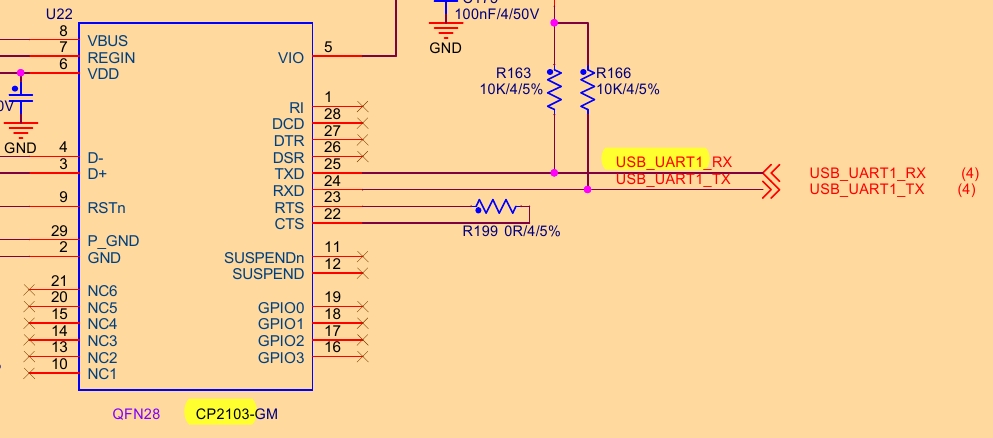 U22
8 VBUS
7 REGIN
6 VDD
5 VIO
100nF/4/50V
GND
R163
10K/4/5%
R166
10K/4/5%
0V
GND
1 RI
28 DCD
27 DTR
26 DSR
25 TXD
24 RXD
23 RTS
22 CTS
4 D-
3 D+
9 RSTn
29 P_GND
2 GND
USB_UART1_RX
USB_UART1_TX
USB_UART1_RX (4)
USB_UART1_TX (4)
R199 0R/4/5%
11 SUSPENDn
12 SUSPEND
21 NC6
20 NC5
15 NC4
14 NC3
13 NC2
10 NC1
19 GPIO0
18 GPIO1
17 GPIO2
16 GPIO3
QFN28 CP2103-GM